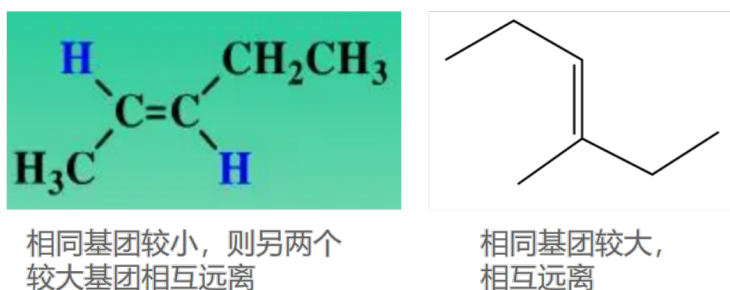 H CH₂CH₃
C=C
H₃C H
相同基团较小，则另两个
较大基团相互远离
相同基团较大，
相互远离